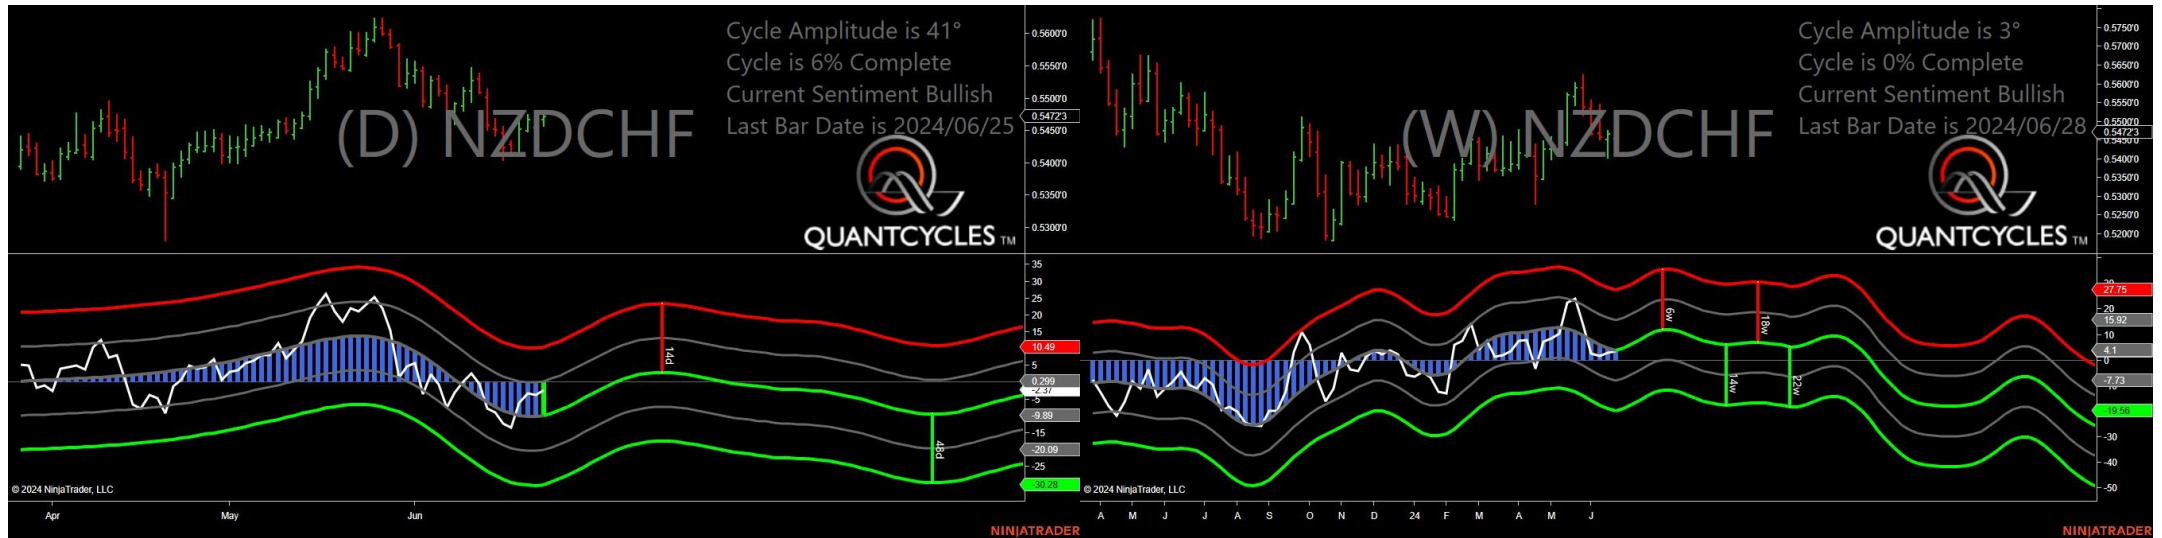 Cycle Amplitude is 41°
Cycle is 6% Complete
Current Sentiment Bullish
Last Bar Date is 2024/06/25
(D) NZDCHF
QUANTCYCLES TM
0.5600'0
0.5550'0
0.5500'0
0.5472'3
0.5450'0
0.5400'0
0.5350'0
0.5300'0
35
30
25
20
15
10.49
5
0.299
-2.37
-5
-9.89
-15
-20.09
-25
-30.28
14d
48d
© 2024 NinjaTrader, LLC
Apr May Jun
NINJATRADER
Cycle Amplitude is 3°
Cycle is 0% Complete
Current Sentiment Bullish
Last Bar Date is 2024/06/28
(W) NZDCHF
QUANTCYCLES TM
0.5750'0
0.5700'0
0.5650'0
0.5600'0
0.5550'0
0.5500'0
0.5472'3
0.5450'0
0.5400'0
0.5350'0
0.5300'0
0.5250'0
0.5200'0
30
27.75
20
15.92
10
4.1
0
-7.73
-10
-19.56
-30
-40
-50
6w
18w
14w
22w
© 2024 NinjaTrader, LLC
A M J J A S O N D 24 F M A M J
NINJATRADER